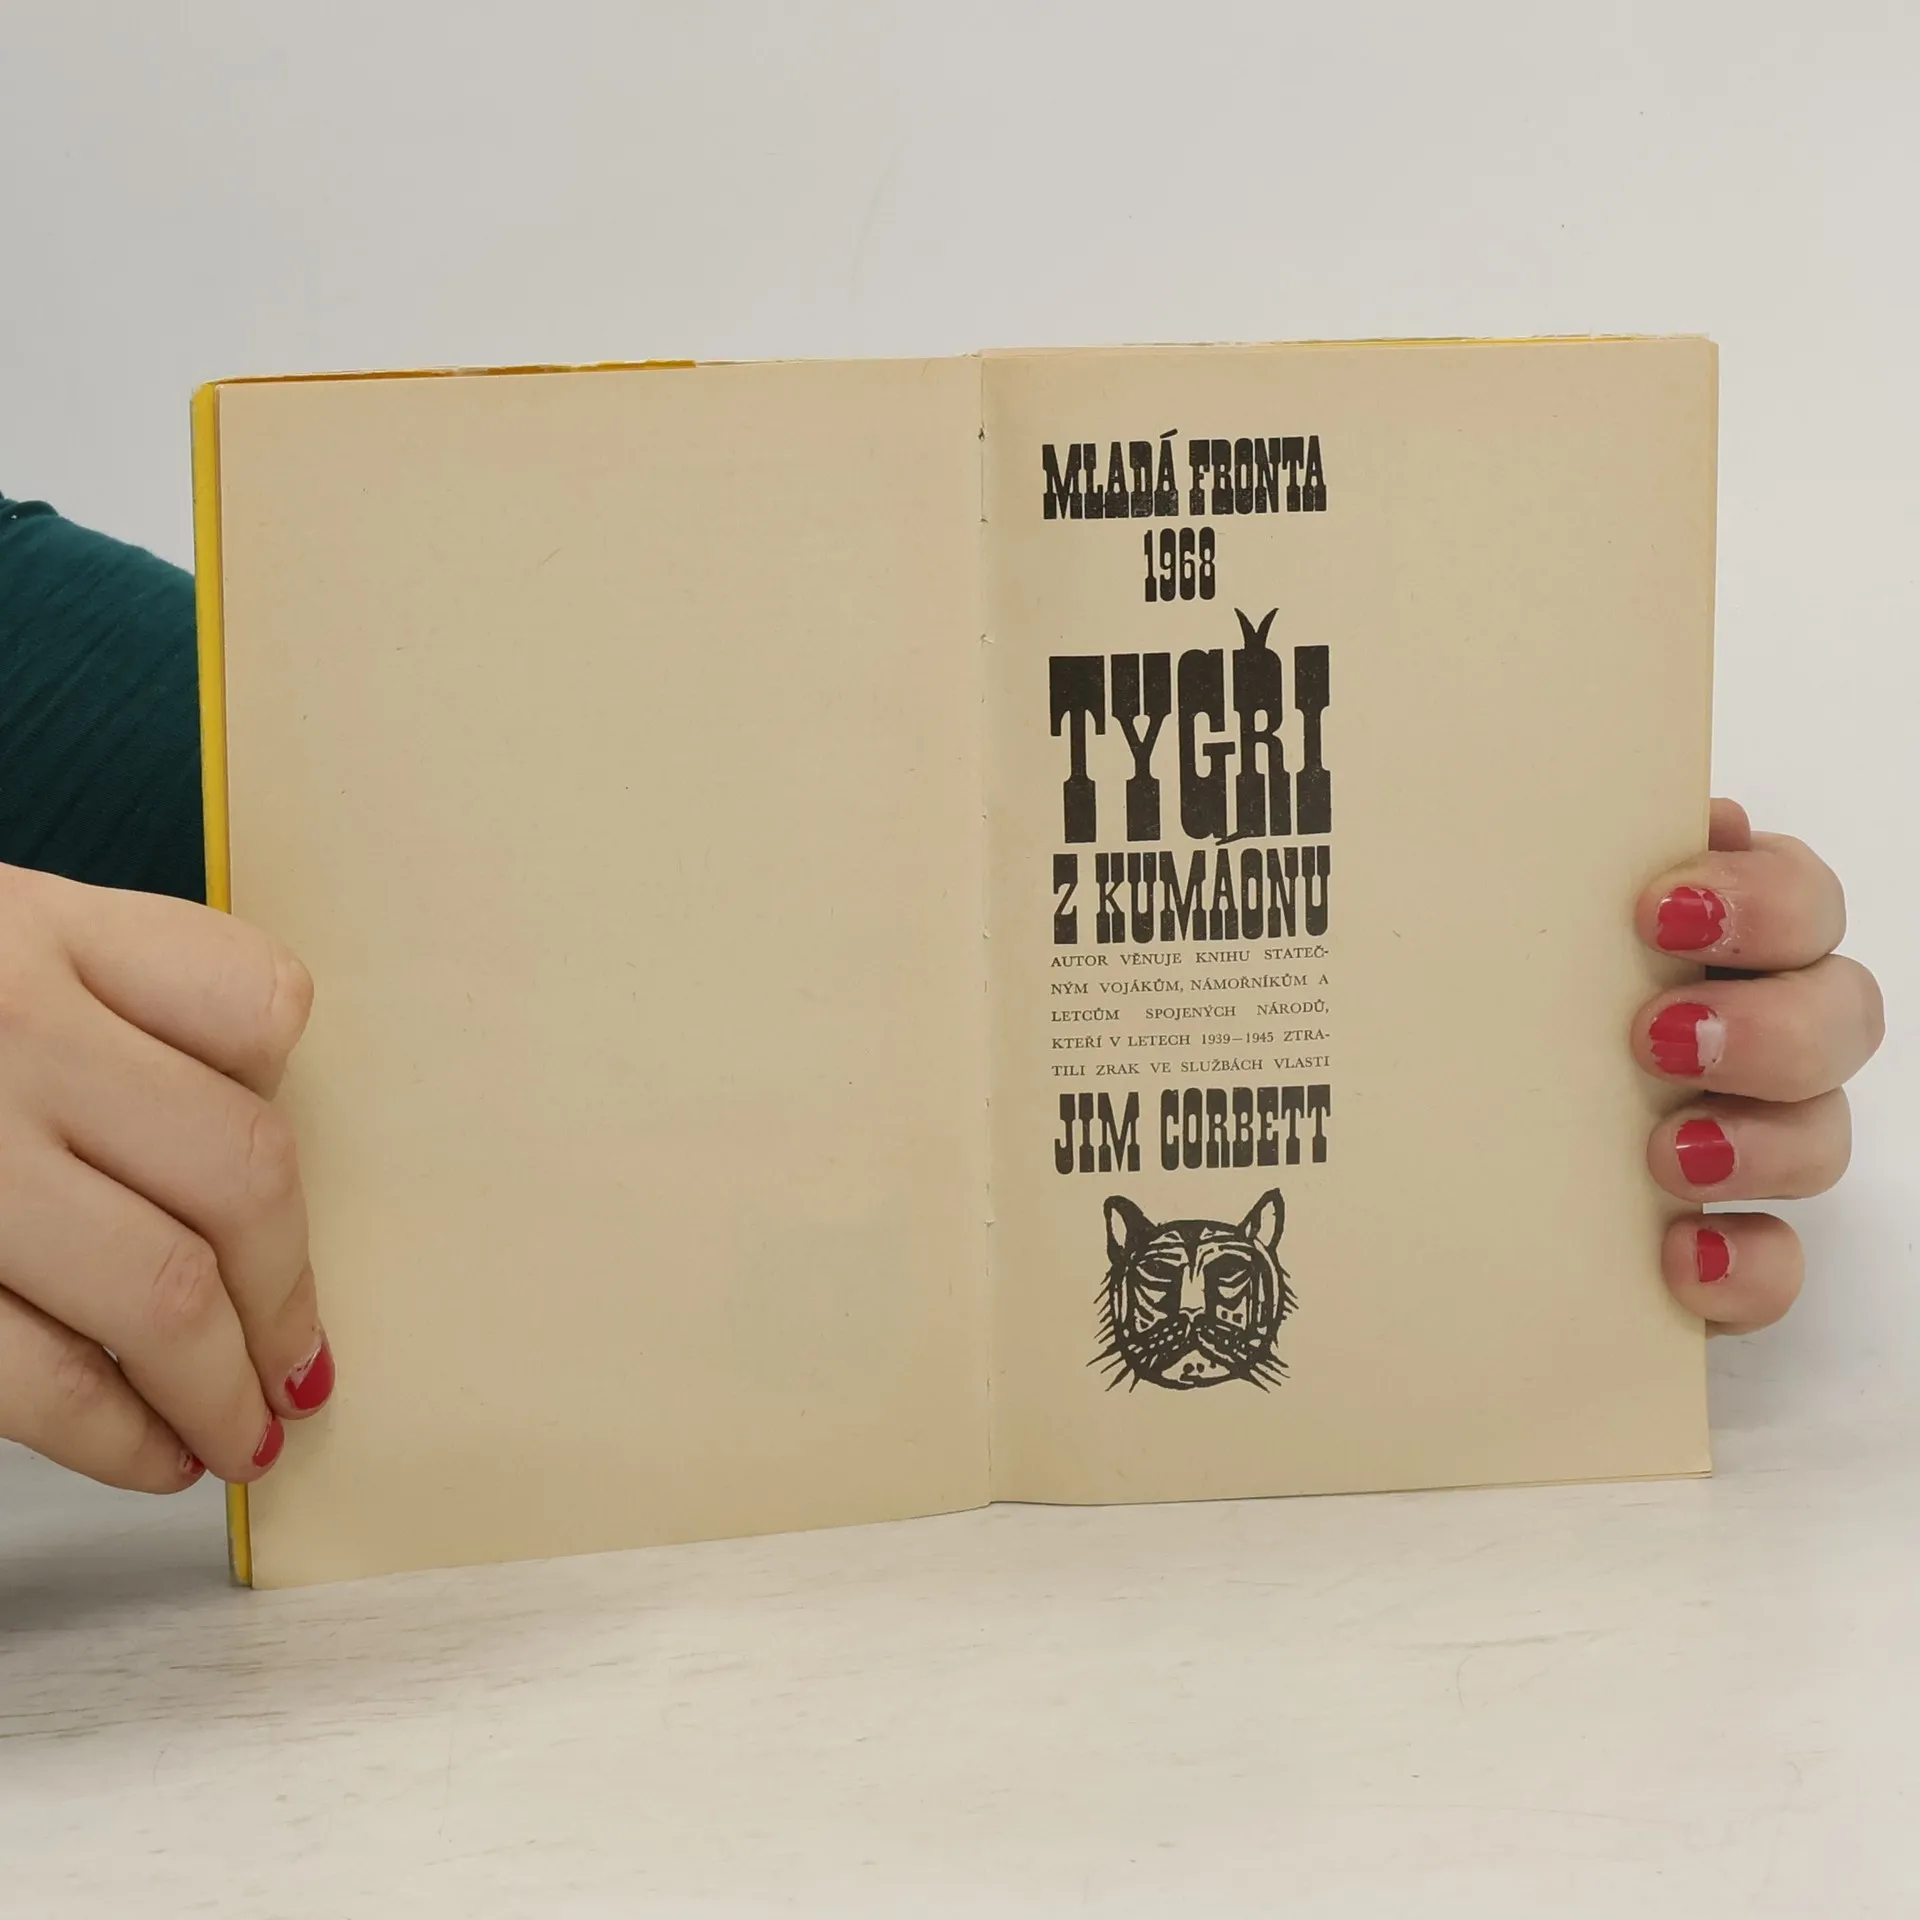 MLADÁ FRONTA
1968
TYGŘI
Z KUMÁONU
AUTOR VĚNUJE KNIHU STATEČ-
NÝM VOJÁKŮM, NÁMOŘNÍKŮM A
LETCŮM SPOJENÝCH NÁRODŮ,
KTEŘÍ V LETECH 1939–1945 ZTRA-
TILI ZRAK VE SLUŽBÁCH VLASTI
JIM CORBETT